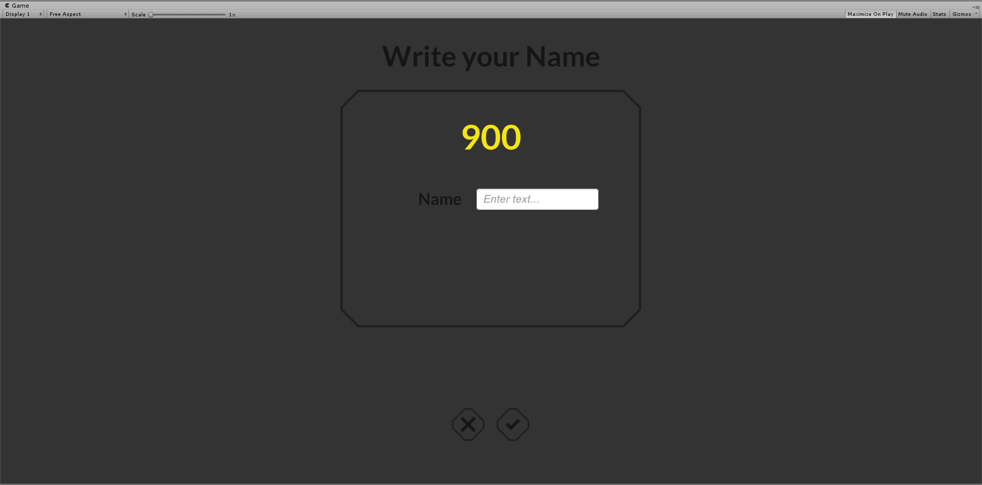 Game
Display 1 Free Aspect Scale 1x Maximize On Play Mute Audio Stats Gizmos
Write your Name
900
Name Enter text...